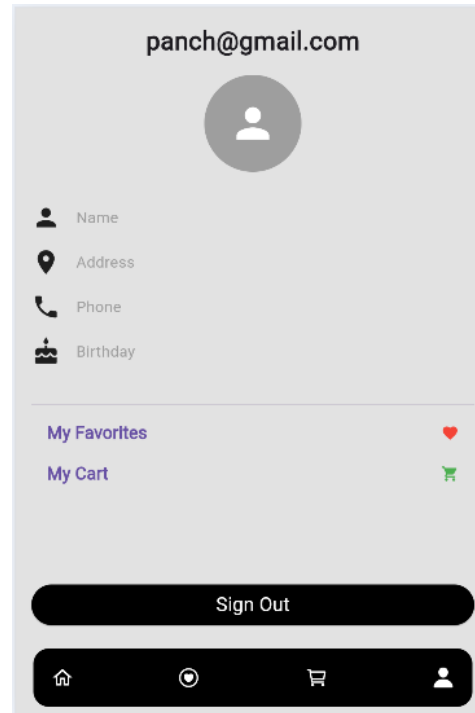 panch@gmail.com
Name
Address
Phone
Birthday
My Favorites
My Cart
Sign Out